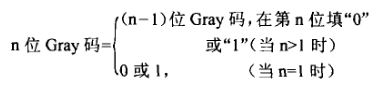 (n-1)位 Gray 码,在第 n 位填“0”
n 位 Gray 码={ 或“1”(当 n>1 时)
0 或 1, (当 n=1 时)